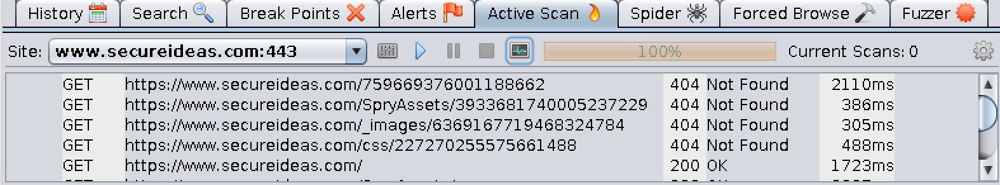 History Search Break Points Alerts Active Scan Spider Forced Browse Fuzzer
Site: www.secureideas.com:443 100% Current Scans: 0
GET https://www.secureideas.com/759669376001188662 404 Not Found 2110ms
GET https://www.secureideas.com/SpryAssets/3933681740005237229 404 Not Found 386ms
GET https://www.secureideas.com/_images/6369167719468324784 404 Not Found 305ms
GET https://www.secureideas.com/css/227270255575661488 404 Not Found 488ms
GET https://www.secureideas.com/ 200 OK 1723ms